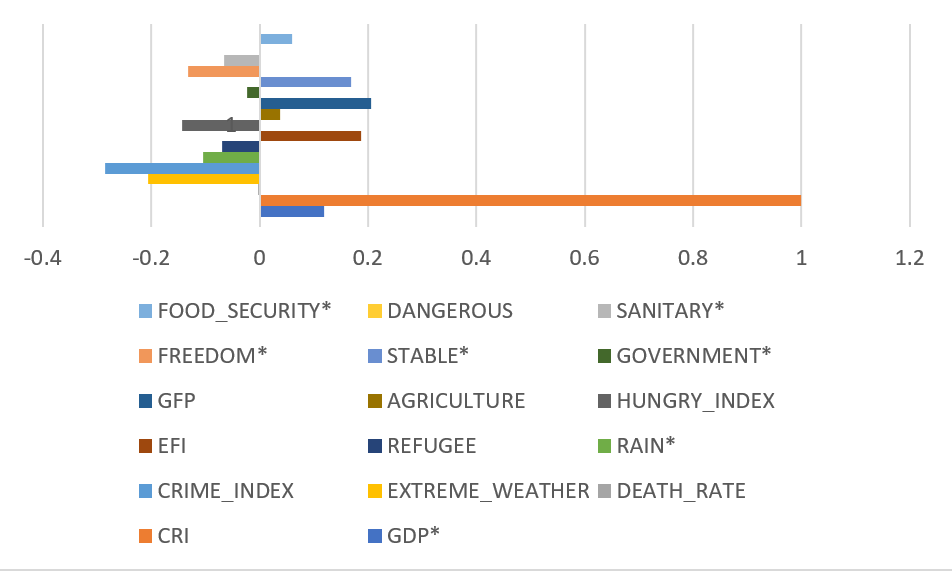 1
-0.4 -0.2 0 0.2 0.4 0.6 0.8 1 1.2
FOOD_SECURITY* DANGEROUS SANITARY*
FREEDOM* STABLE* GOVERNMENT*
GFP AGRICULTURE HUNGRY_INDEX
EFI REFUGEE RAIN*
CRIME_INDEX EXTREME_WEATHER DEATH_RATE
CRI GDP*